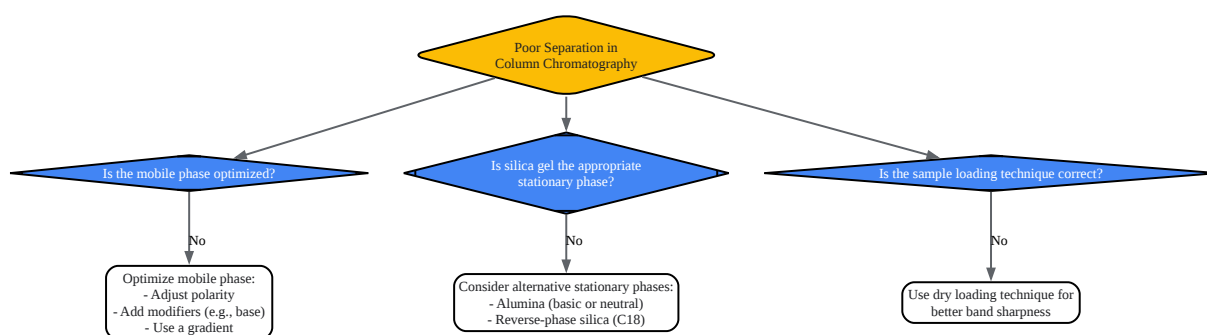 Poor Separation in
Column Chromatography
Is the mobile phase optimized?
Is silica gel the appropriate
stationary phase?
Is the sample loading technique correct?
No
No
No
Optimize mobile phase:
- Adjust polarity
- Add modifiers (e.g., base)
- Use a gradient
Consider alternative stationary phases:
- Alumina (basic or neutral)
- Reverse-phase silica (C18)
Use dry loading technique for
better band sharpness